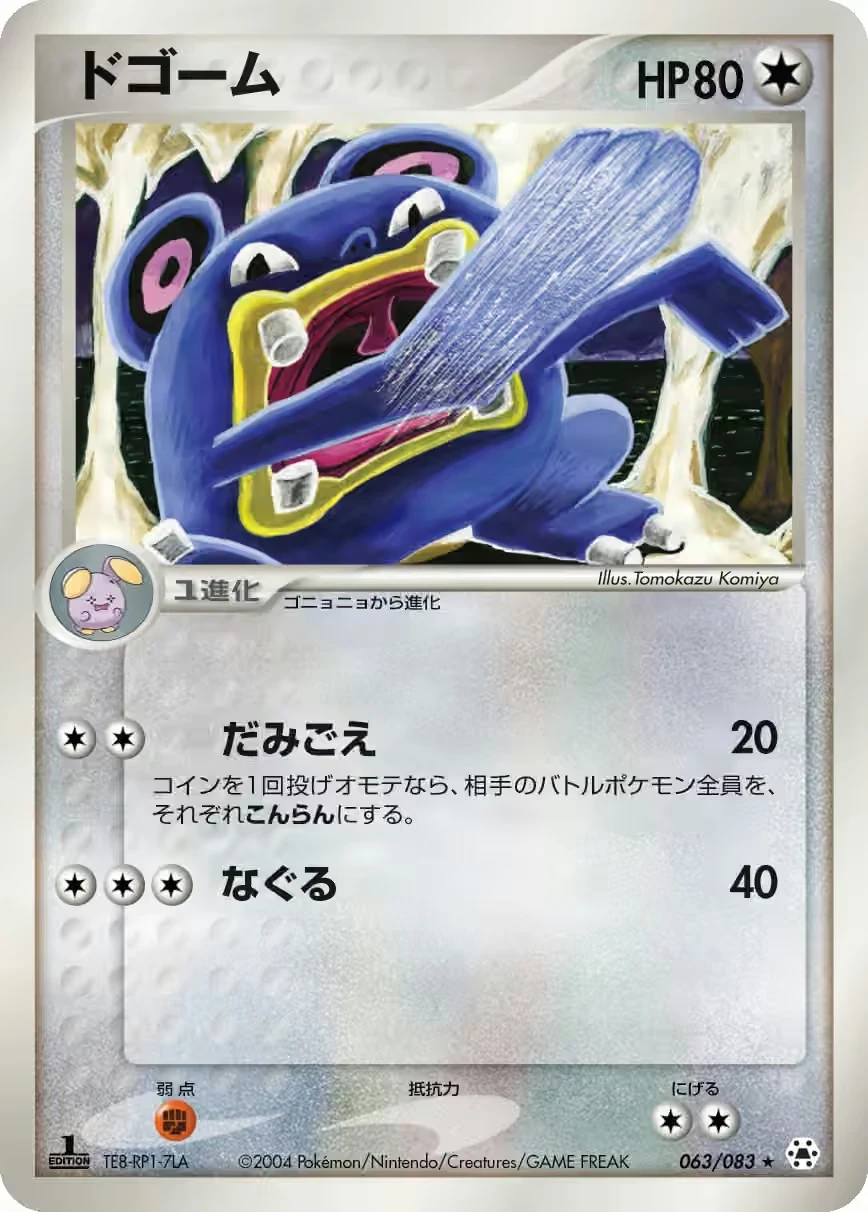 ドゴーム
HP80
Illus.Tomokazu Komiya
1進化
ゴニョニョから進化
だみごえ 20
コインを1回投げオモテなら、相手のバトルポケモン全員を、
それぞれこんらんにする。
なぐる 40
弱点 抵抗力 にげる
1 EDITION TE8-RP1-7LA ©2004 Pokémon/Nintendo/Creatures/GAME FREAK 063/083 ★